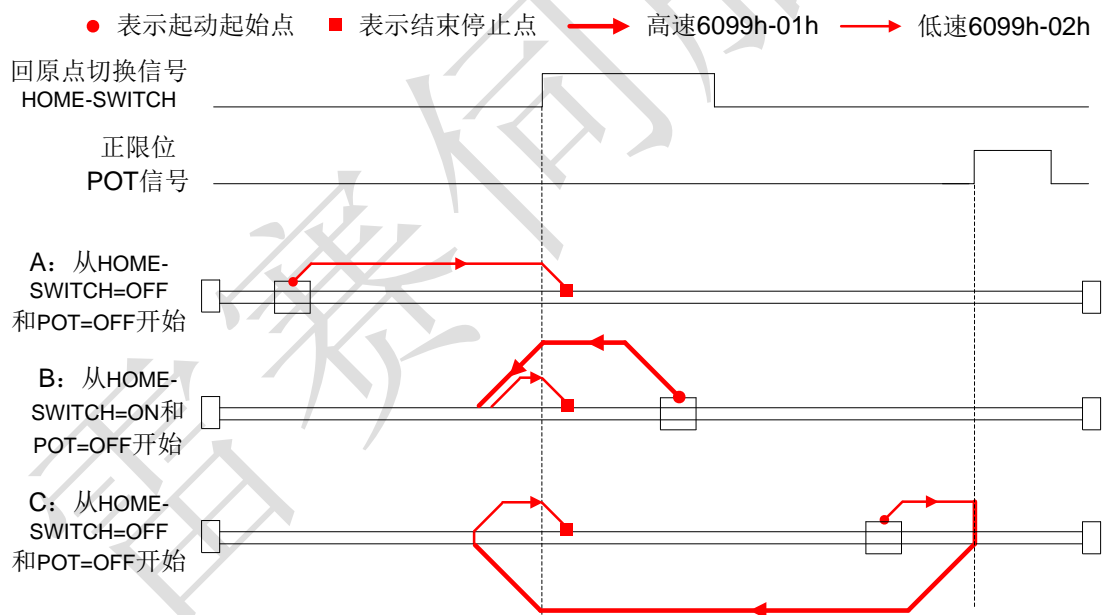 表示起动起始点 表示结束停止点 高速6099h-01h 低速6099h-02h
回原点切换信号
HOME-SWITCH
正限位
POT信号
A：从HOME-
SWITCH=OFF
和POT=OFF开始
B：从HOME-
SWITCH=ON和
POT=OFF开始
C：从HOME-
SWITCH=OFF
和POT=OFF开始
雷赛伺服